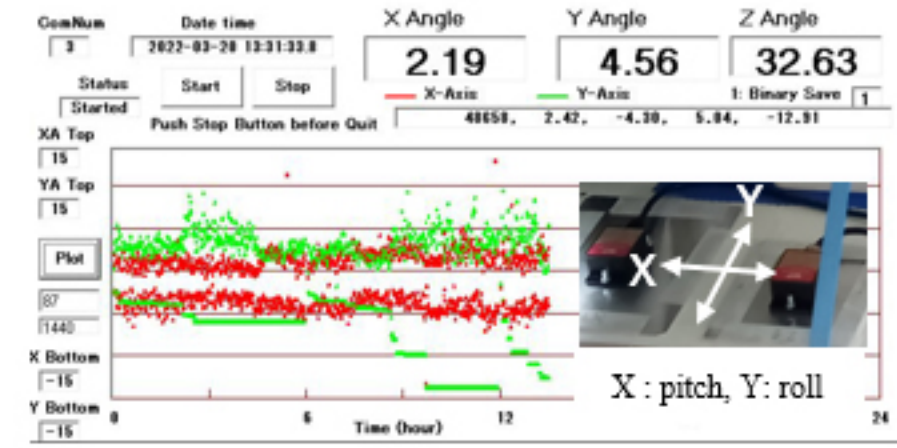 ComNum
3
Date time
2022-03-20 13:31:33.8
X Angle
2.19
Y Angle
4.56
Z Angle
32.63
Status
Started
Start
Stop
X-Axis
Y-Axis
1: Binary Save
1
Push Stop Button before Quit
48658, 2.42, -4.30, 5.04, -12.91
XA Top
15
YA Top
15
Plot
87
1440
X Bottom
-15
Y Bottom
-15
Y
X
X : pitch, Y: roll
0 6 12 24
Time (hour)